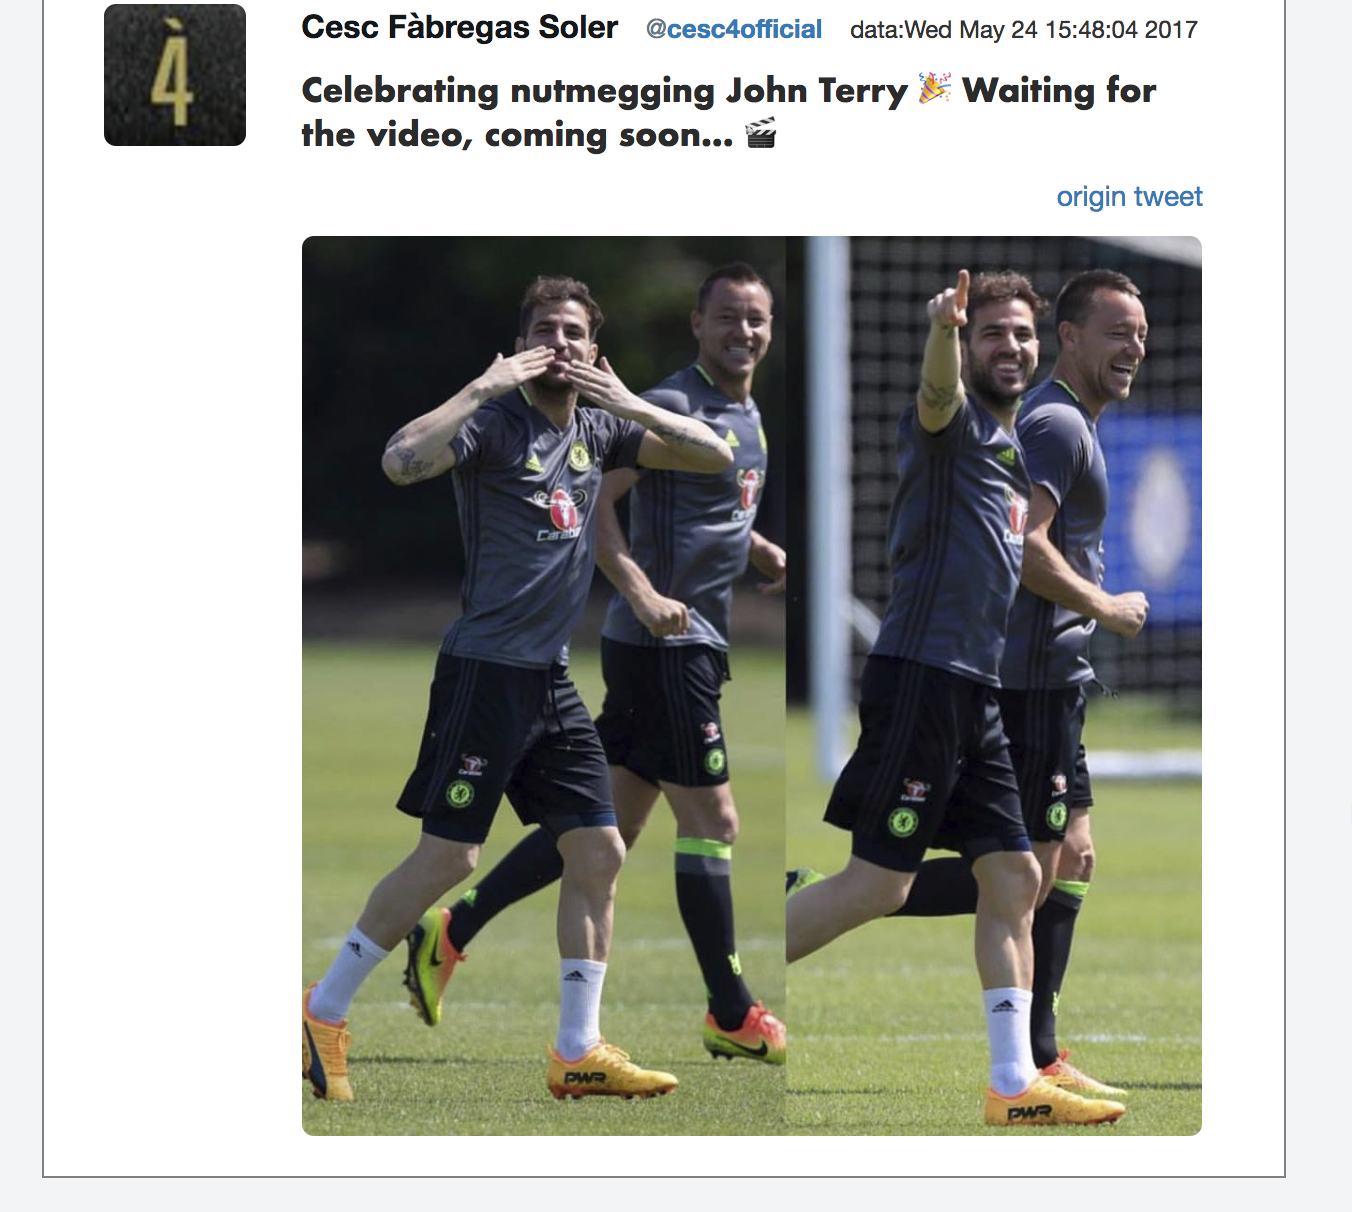 À
4
Cesc Fàbregas Soler @cesc4official data:Wed May 24 15:48:04 2017
Celebrating nutmegging John Terry 🎉 Waiting for
the video, coming soon... 🎬
origin tweet
Carabao
PWR
PWR